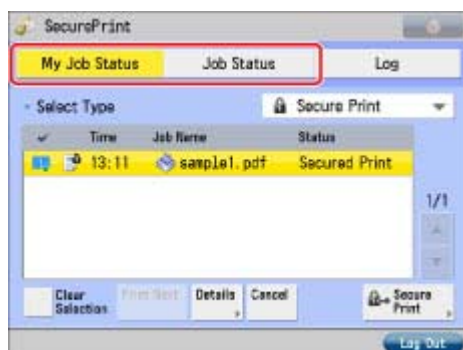 SecurePrint
My Job Status Job Status Log
Select Type Secure Print
Time Job Name Status
13:11 sample1.pdf Secured Print
1/1
Clear Selection Print Next Details Cancel Secure Print
Log Out